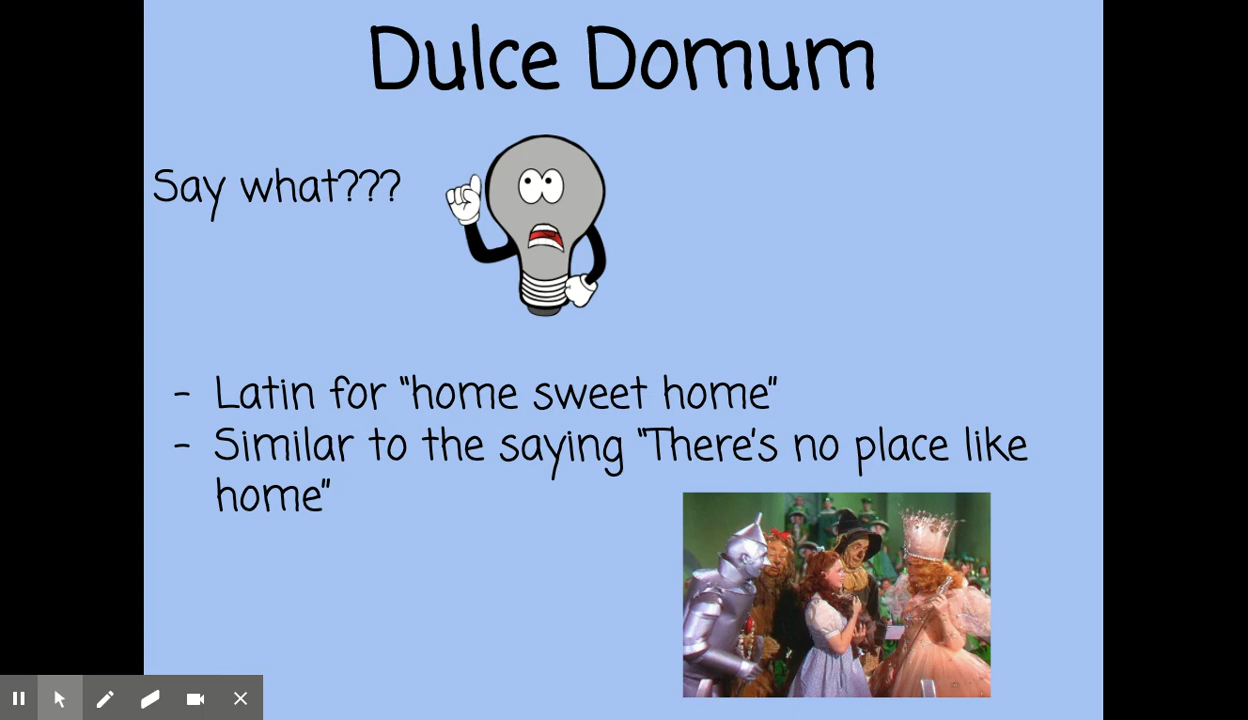 Dulce Domum
Say what???
- Latin for "home sweet home"
- Similar to the saying "There's no place like
home"